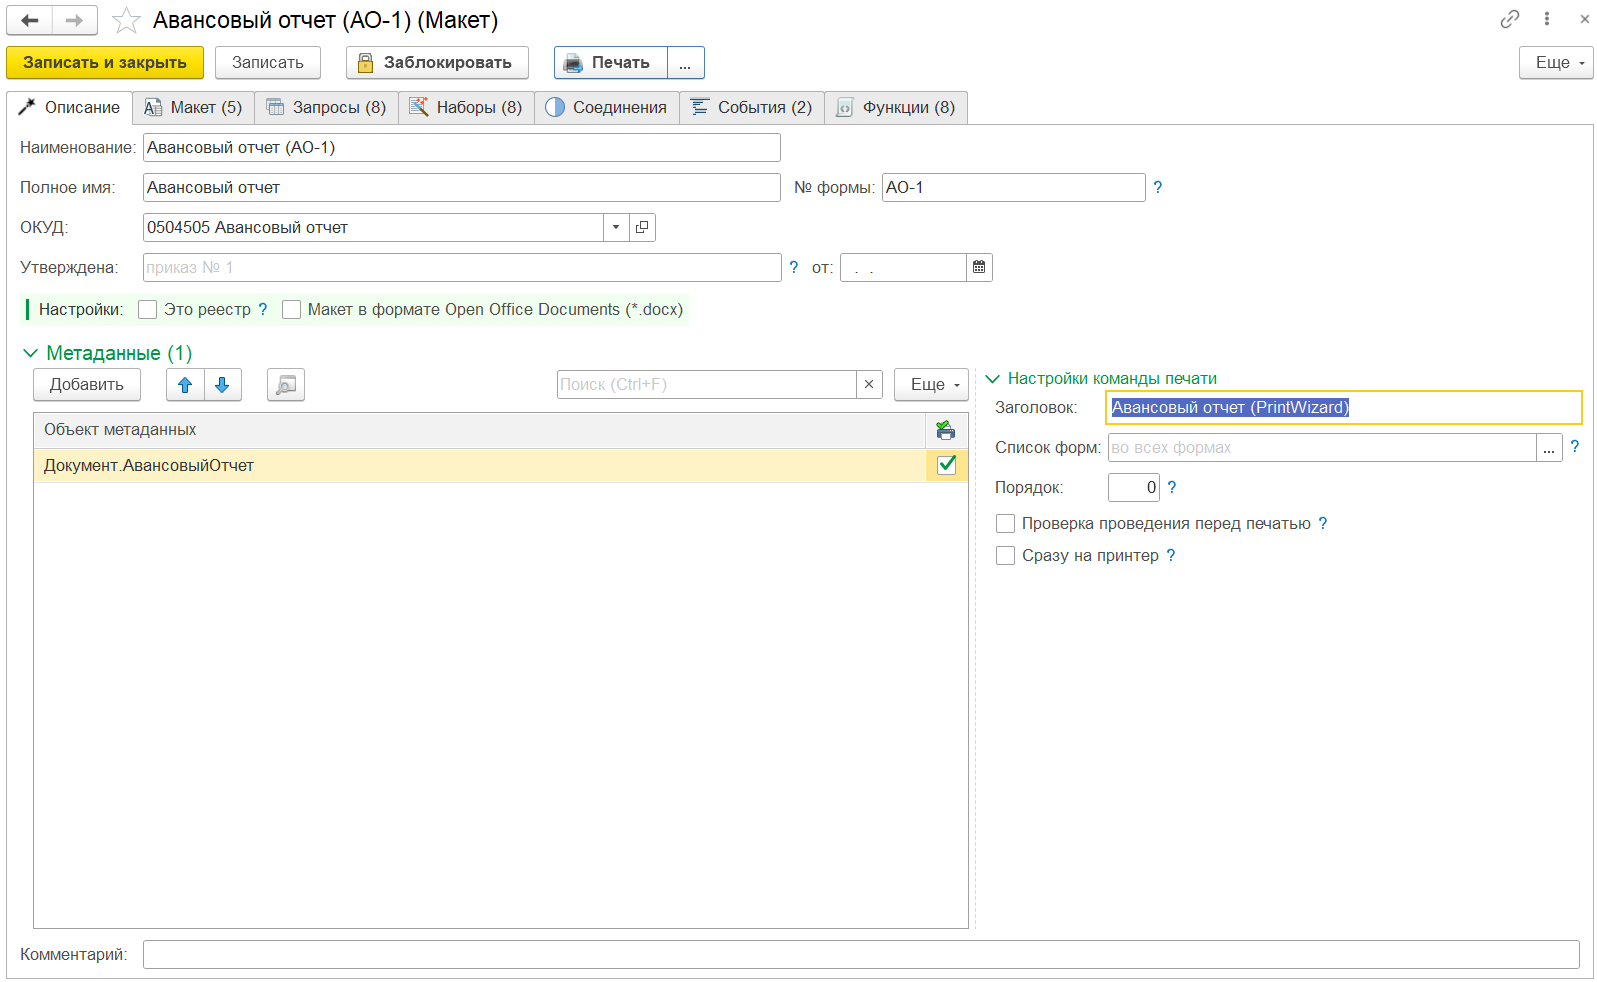 Авансовый отчет (АО-1) (Макет)
Записать и закрыть Записать Заблокировать Печать ... Еще
Описание Макет (5) Запросы (8) Наборы (8) Соединения События (2) Функции (8)
Наименование: Авансовый отчет (АО-1)
Полное имя: Авансовый отчет № формы: АО-1 ?
ОКУД: 0504505 Авансовый отчет
Утверждена: приказ № 1 ? от: . .
Настройки: Это реестр ? Макет в формате Open Office Documents (*.docx)
Метаданные (1)
Добавить Поиск (Ctrl+F) × Еще
Объект метаданных
Документ.АвансовыйОтчет
Настройки команды печати
Заголовок: Авансовый отчет (PrintWizard)
Список форм: во всех формах ... ?
Порядок: 0 ?
Проверка проведения перед печатью ?
Сразу на принтер ?
Комментарий: